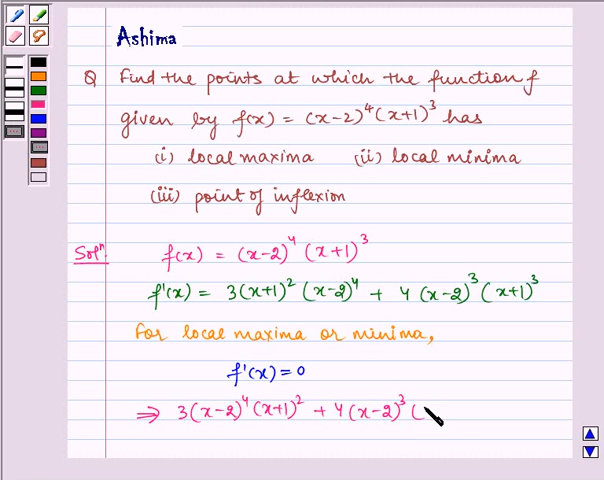 Ashima
Q Find the points at which the function f
given by f(x) = (x-2)⁴(x+1)³ has
(i) local maxima (ii) local minima
(iii) point of inflexion
Solⁿ. f(x) = (x-2)⁴ (x+1)³
f'(x) = 3(x+1)² (x-2)⁴ + 4 (x-2)³ (x+1)³
For local maxima or minima,
f'(x) = 0
⇒ 3(x-2)⁴(x+1)² + 4(x-2)³ (